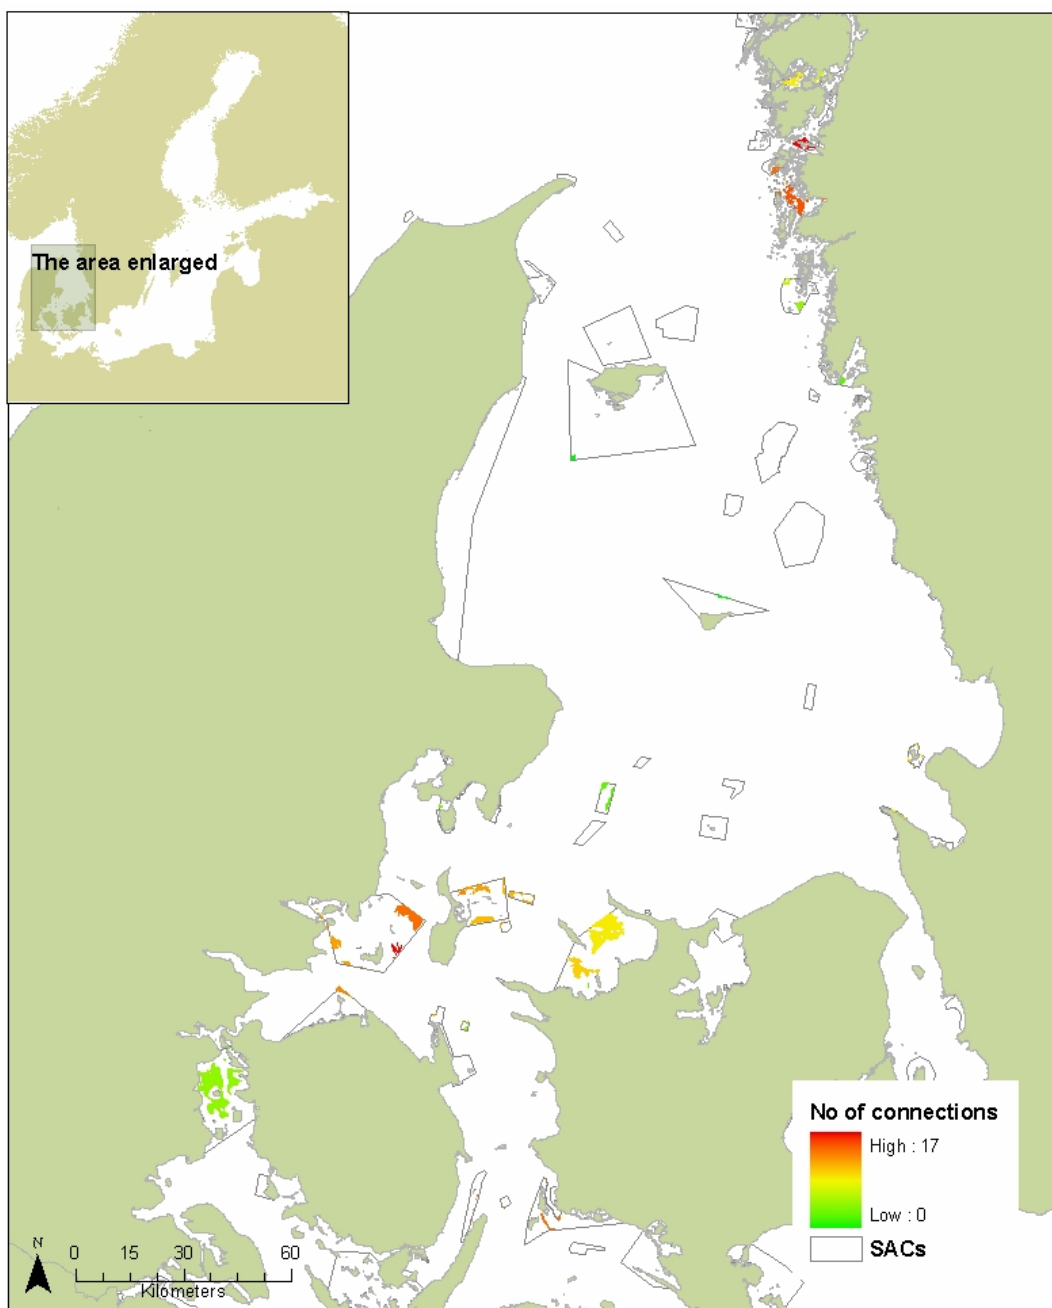 The area enlarged
No of connections
High : 17
Low : 0
SACs
N
0 15 30 60
Kilometers